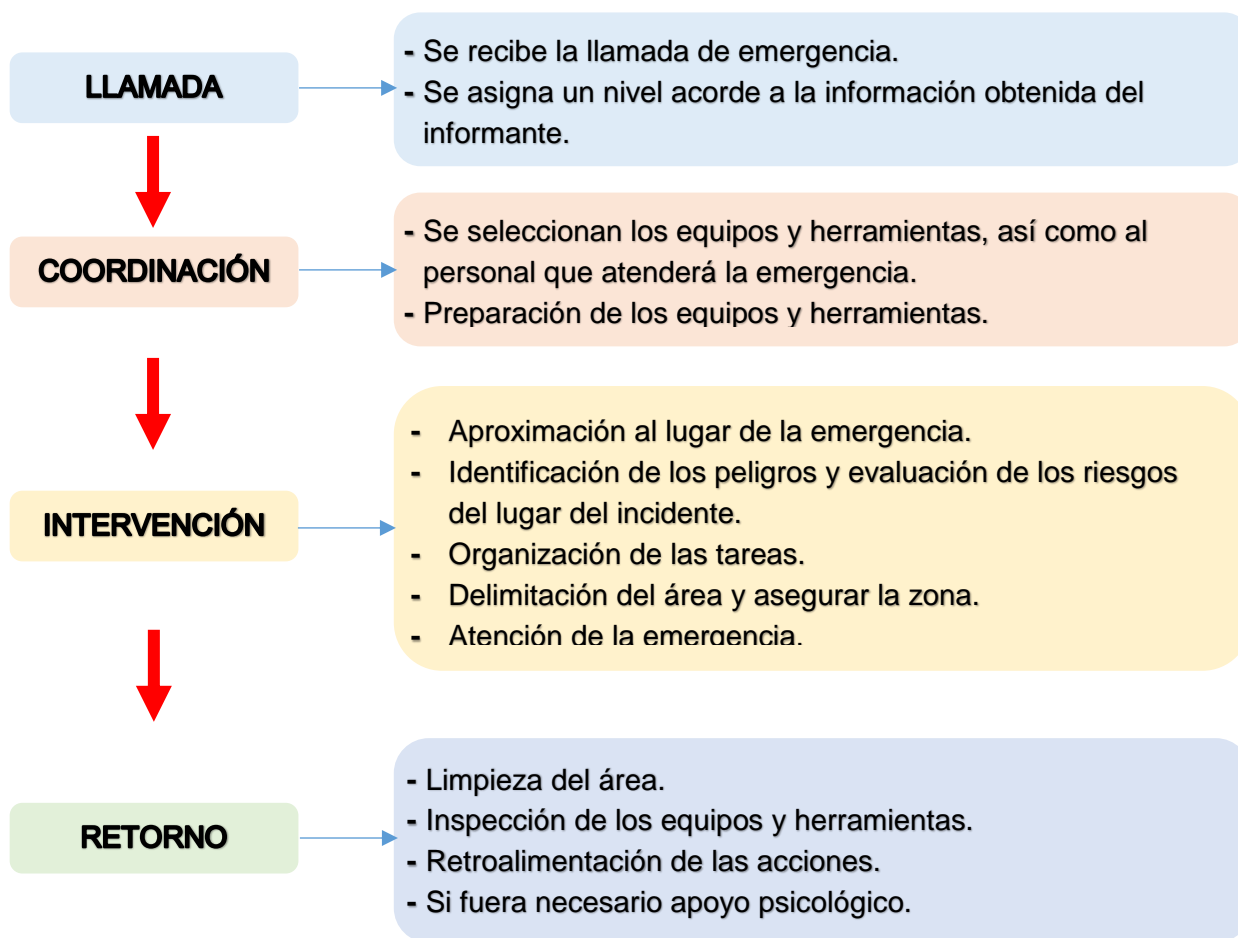 LLAMADA
- Se recibe la llamada de emergencia.
- Se asigna un nivel acorde a la información obtenida del
informante.
COORDINACIÓN
- Se seleccionan los equipos y herramientas, así como al
personal que atenderá la emergencia.
- Preparación de los equipos y herramientas.
INTERVENCIÓN
- Aproximación al lugar de la emergencia.
- Identificación de los peligros y evaluación de los riesgos
del lugar del incidente.
- Organización de las tareas.
- Delimitación del área y asegurar la zona.
- Atención de la emergencia.
RETORNO
- Limpieza del área.
- Inspección de los equipos y herramientas.
- Retroalimentación de las acciones.
- Si fuera necesario apoyo psicológico.